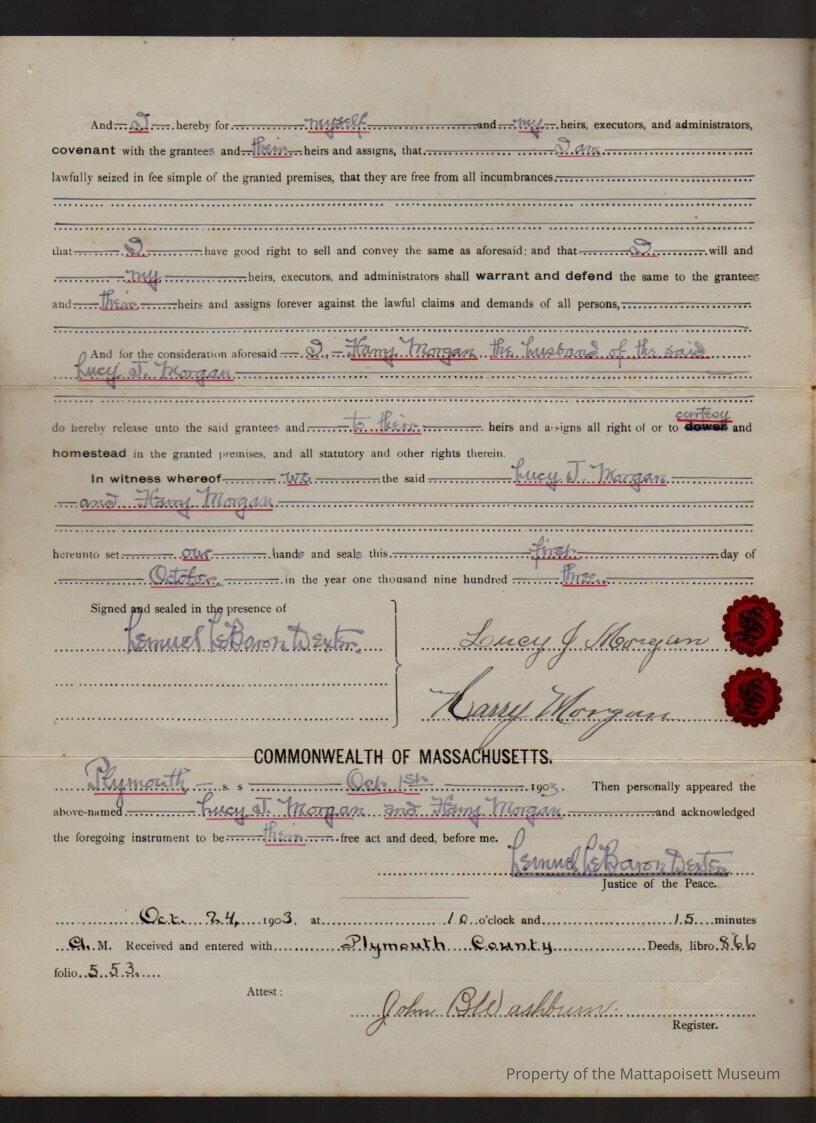 And I hereby for myself and my heirs, executors, and administrators,
covenant with the grantees and their heirs and assigns, that I am
lawfully seized in fee simple of the granted premises, that they are free from all incumbrances
that I have good right to sell and convey the same as aforesaid; and that I will and
my heirs, executors, and administrators shall warrant and defend the same to the grantees
and their heirs and assigns forever against the lawful claims and demands of all persons,
And for the consideration aforesaid I, Harry Morgan the husband of the said
Lucy J. Morgan
curtesy
do hereby release unto the said grantees and to their heirs and assigns all right of or to dower and
homestead in the granted premises, and all statutory and other rights therein.
In witness whereof we the said Lucy J. Morgan
and Harry Morgan
hereunto set our hands and seals this first day of
October in the year one thousand nine hundred three.
Signed and sealed in the presence of
Lemuel LeBaron Dexter.
Lucy J Morgan
Harry Morgan
COMMONWEALTH OF MASSACHUSETTS.
Plymouth s. s Oct 1st 1903. Then personally appeared the
above-named Lucy J. Morgan and Harry Morgan and acknowledged
the foregoing instrument to be their free act and deed, before me.
Lemuel LeBaron Dexter
Justice of the Peace.
Oct. 24, 1903, at 10 o'clock and 15 minutes
A. M. Received and entered with Plymouth County Deeds, libro 866
folio 553.
Attest:
John B Washburn.
Register.
Property of the Mattapoisett Museum